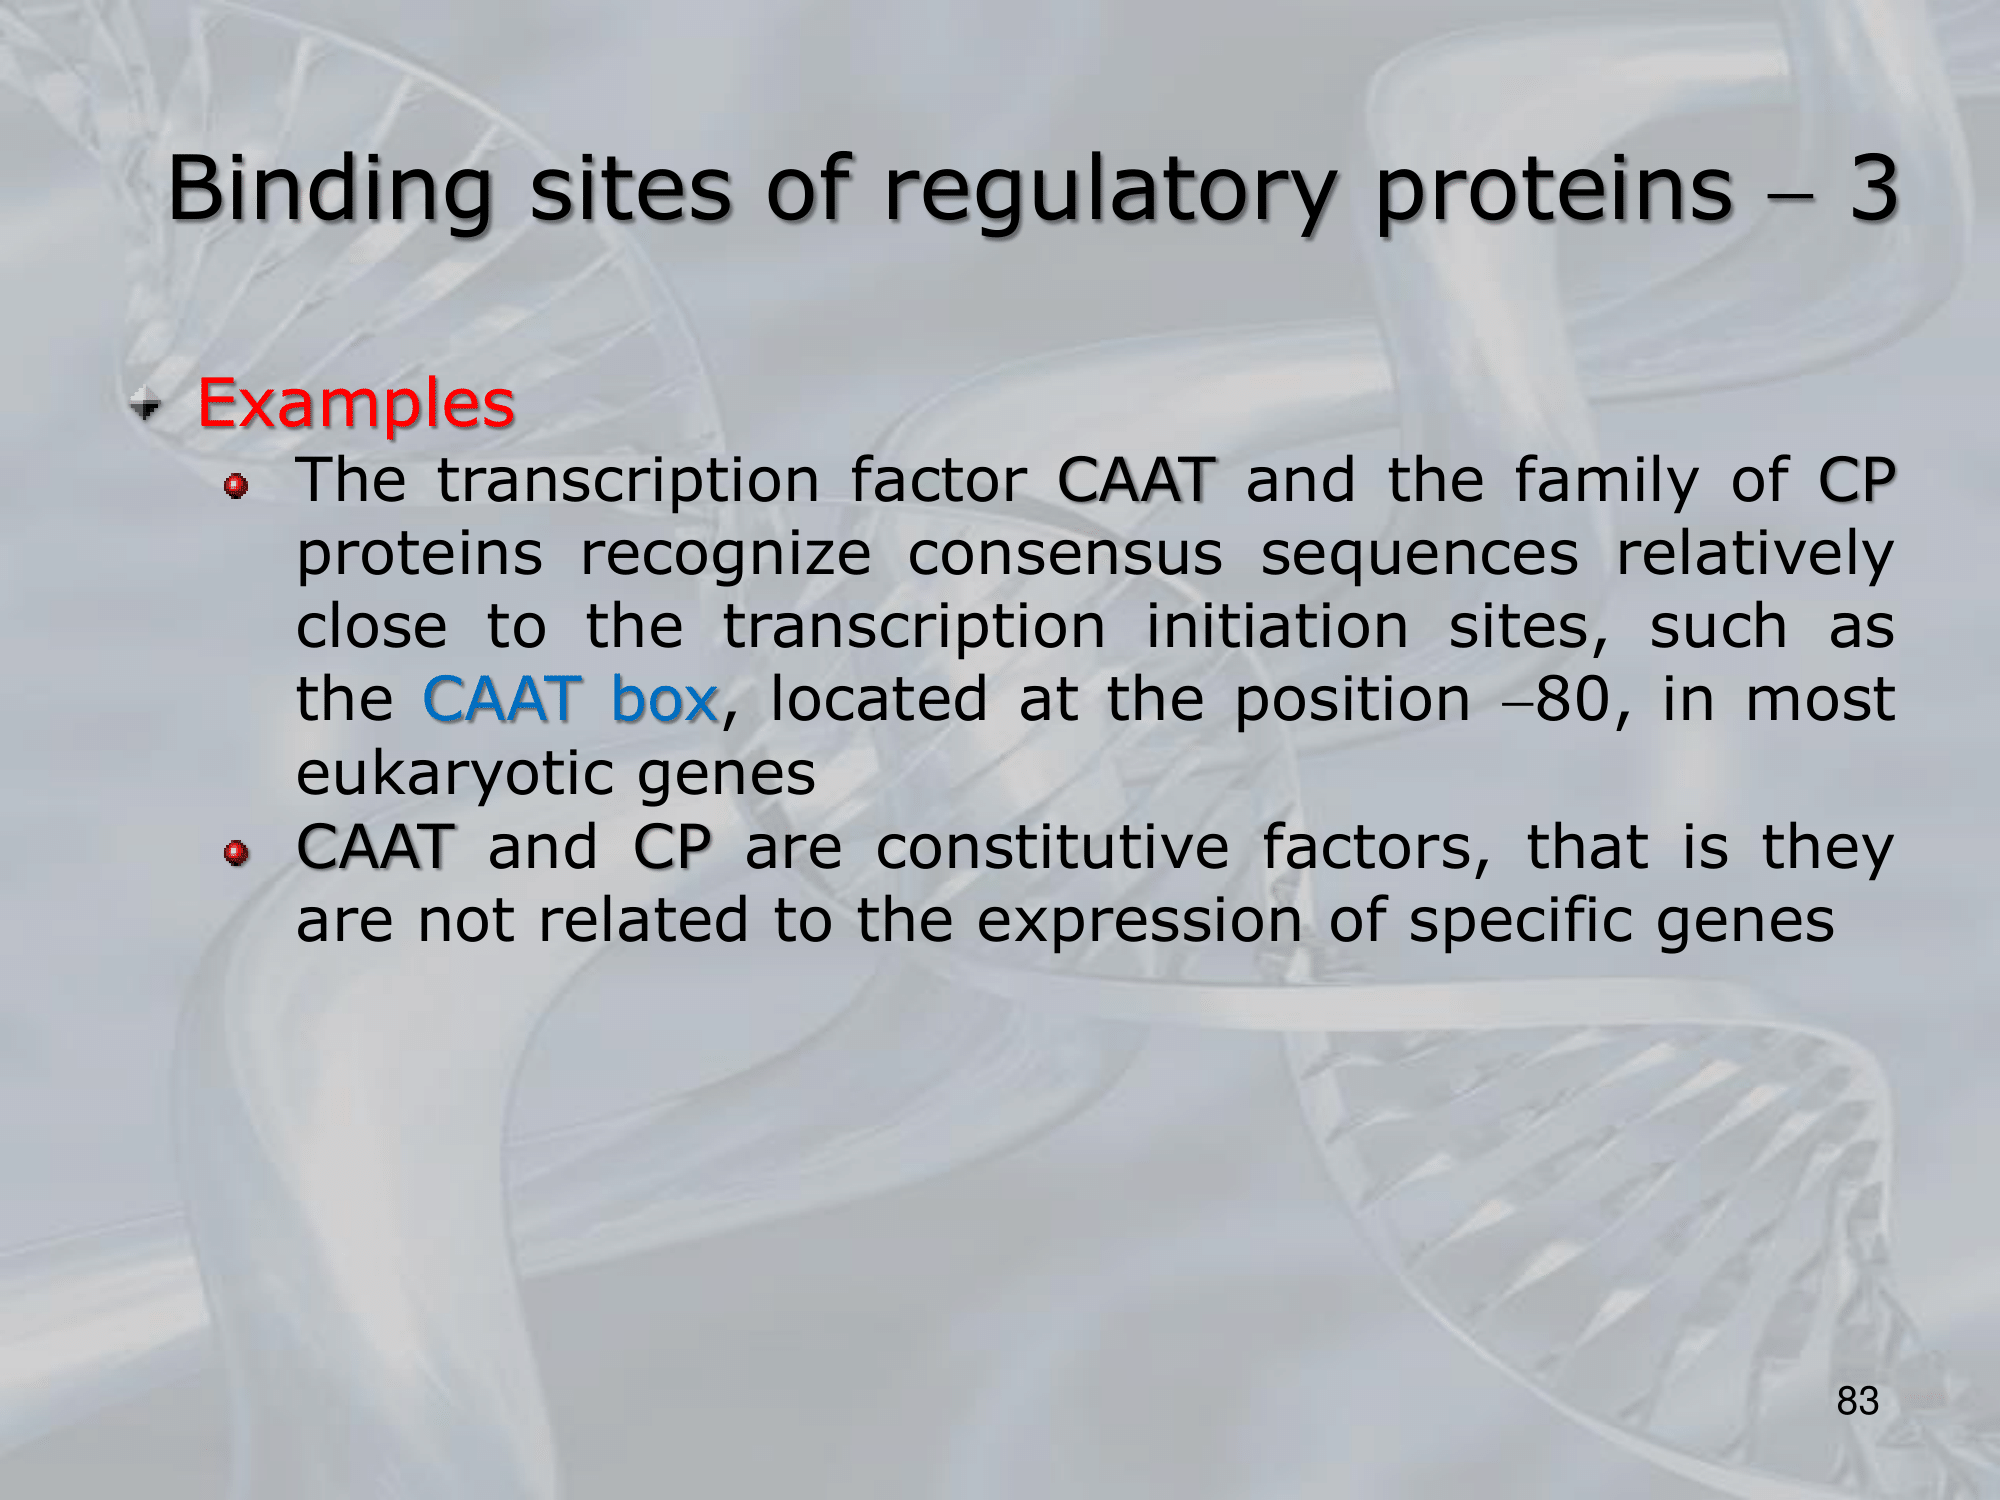 Binding sites of regulatory proteins – 3
Examples
The transcription factor CAAT and the family of CP
proteins recognize consensus sequences relatively
close to the transcription initiation sites, such as
the CAAT box, located at the position –80, in most
eukaryotic genes
CAAT and CP are constitutive factors, that is they
are not related to the expression of specific genes
83